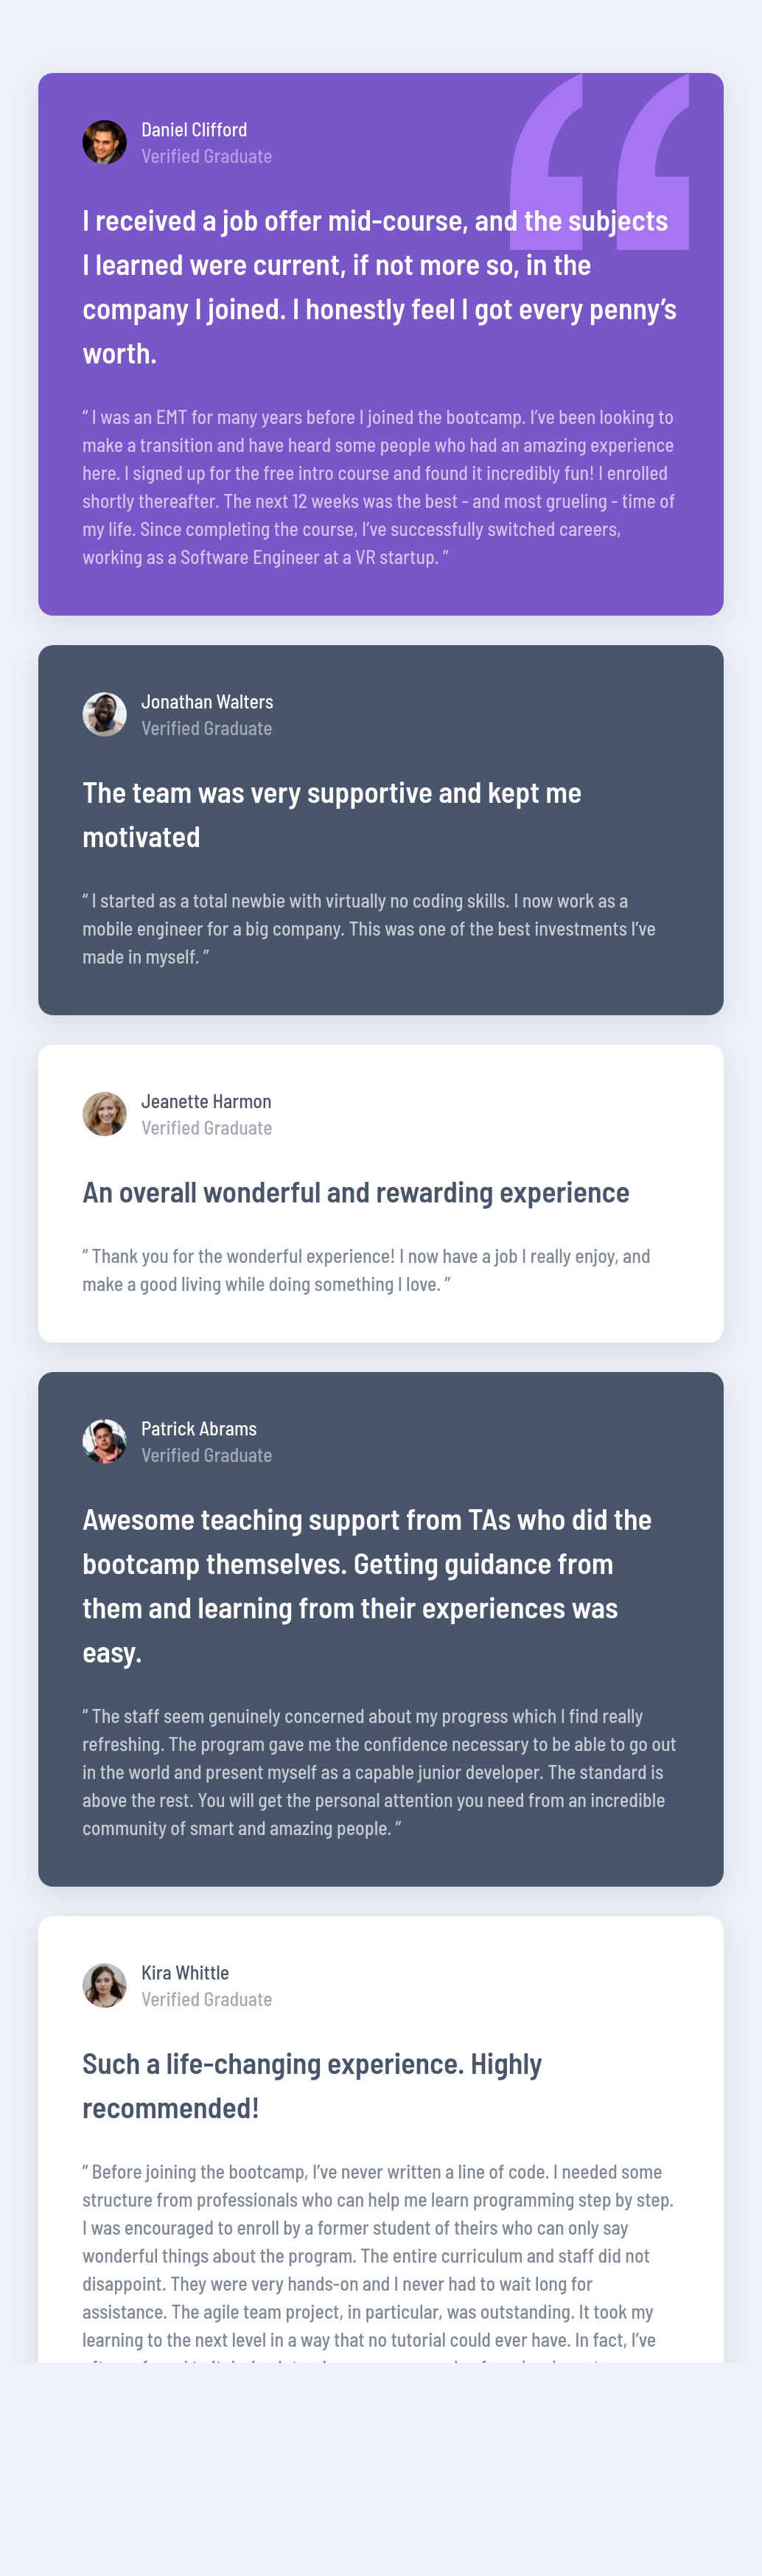 Daniel Clifford
Verified Graduate
I received a job offer mid-course, and the subjects
I learned were current, if not more so, in the
company I joined. I honestly feel I got every penny’s
worth.
“ I was an EMT for many years before I joined the bootcamp. I’ve been looking to
make a transition and have heard some people who had an amazing experience
here. I signed up for the free intro course and found it incredibly fun! I enrolled
shortly thereafter. The next 12 weeks was the best - and most grueling - time of
my life. Since completing the course, I’ve successfully switched careers,
working as a Software Engineer at a VR startup. ”
Jonathan Walters
Verified Graduate
The team was very supportive and kept me
motivated
“ I started as a total newbie with virtually no coding skills. I now work as a
mobile engineer for a big company. This was one of the best investments I’ve
made in myself. ”
Jeanette Harmon
Verified Graduate
An overall wonderful and rewarding experience
“ Thank you for the wonderful experience! I now have a job I really enjoy, and
make a good living while doing something I love. ”
Patrick Abrams
Verified Graduate
Awesome teaching support from TAs who did the
bootcamp themselves. Getting guidance from
them and learning from their experiences was
easy.
“ The staff seem genuinely concerned about my progress which I find really
refreshing. The program gave me the confidence necessary to be able to go out
in the world and present myself as a capable junior developer. The standard is
above the rest. You will get the personal attention you need from an incredible
community of smart and amazing people. ”
Kira Whittle
Verified Graduate
Such a life-changing experience. Highly
recommended!
“ Before joining the bootcamp, I’ve never written a line of code. I needed some
structure from professionals who can help me learn programming step by step.
I was encouraged to enroll by a former student of theirs who can only say
wonderful things about the program. The entire curriculum and staff did not
disappoint. They were very hands-on and I never had to wait long for
assistance. The agile team project, in particular, was outstanding. It took my
learning to the next level in a way that no tutorial could ever have. In fact, I’ve